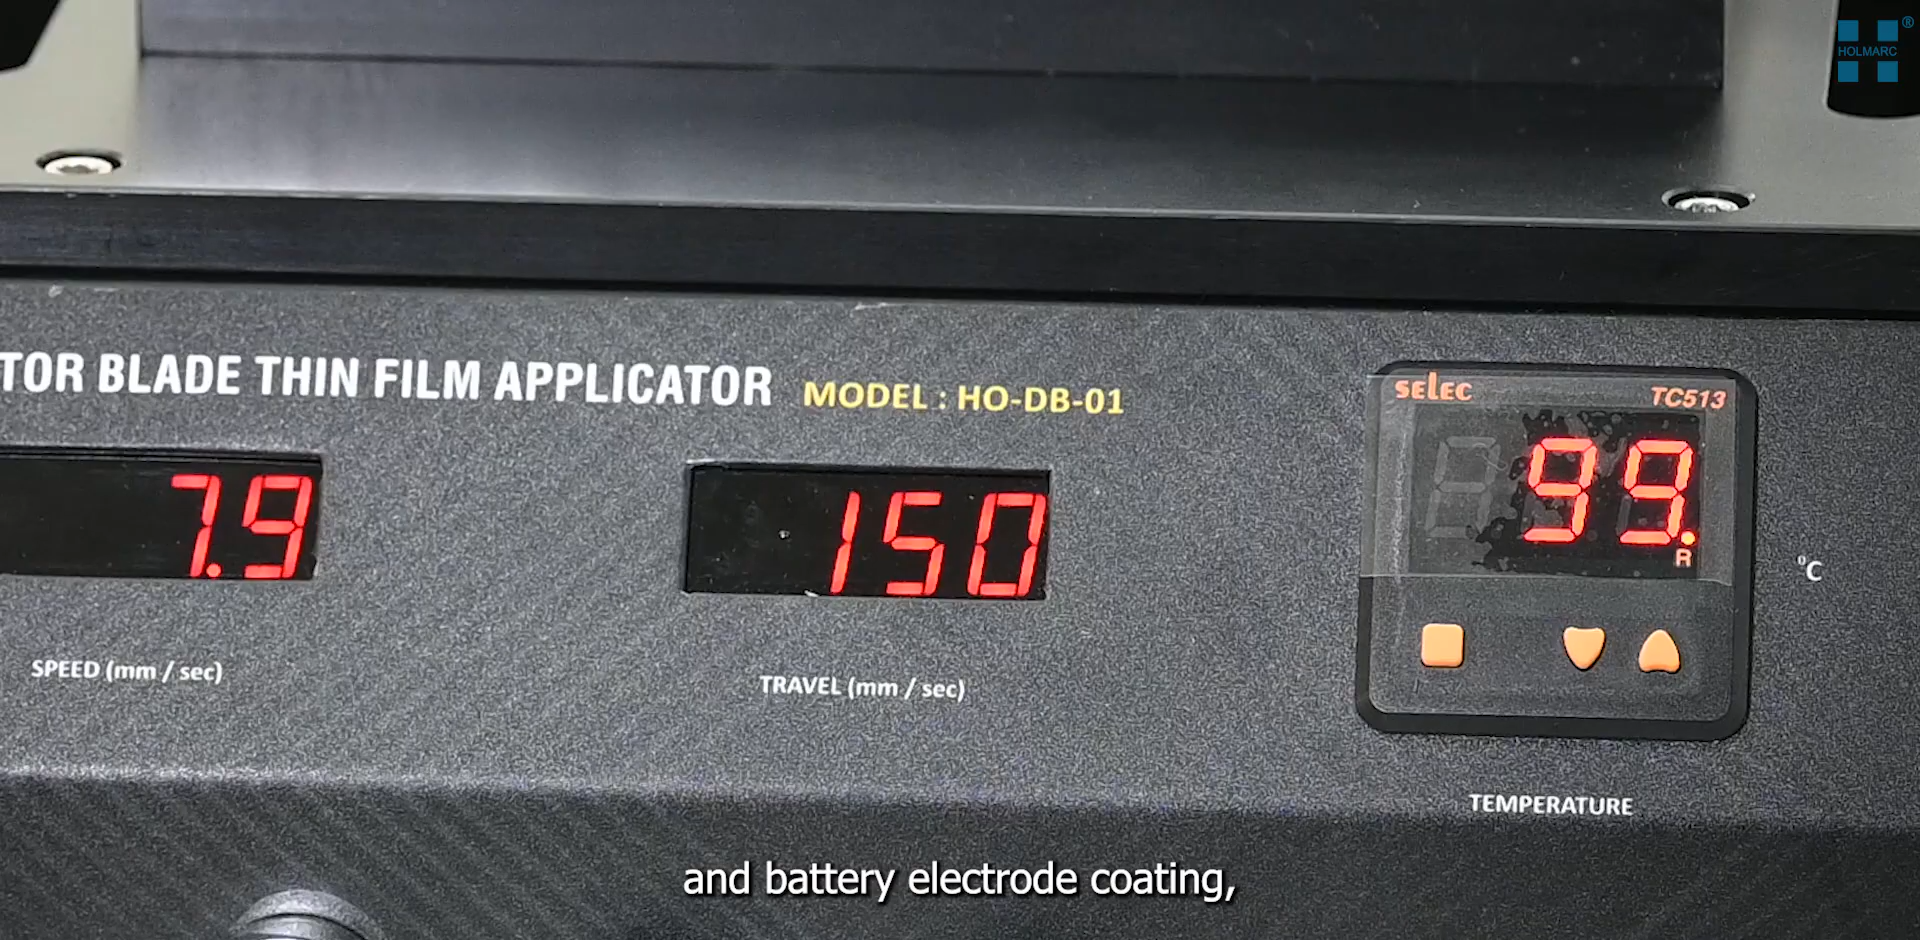 HOLMARC ®
TOR BLADE THIN FILM APPLICATOR MODEL : HO-DB-01
selec TC513
7.9
150
99.
R
°C
SPEED (mm / sec)
TRAVEL (mm / sec)
TEMPERATURE
and battery electrode coating,